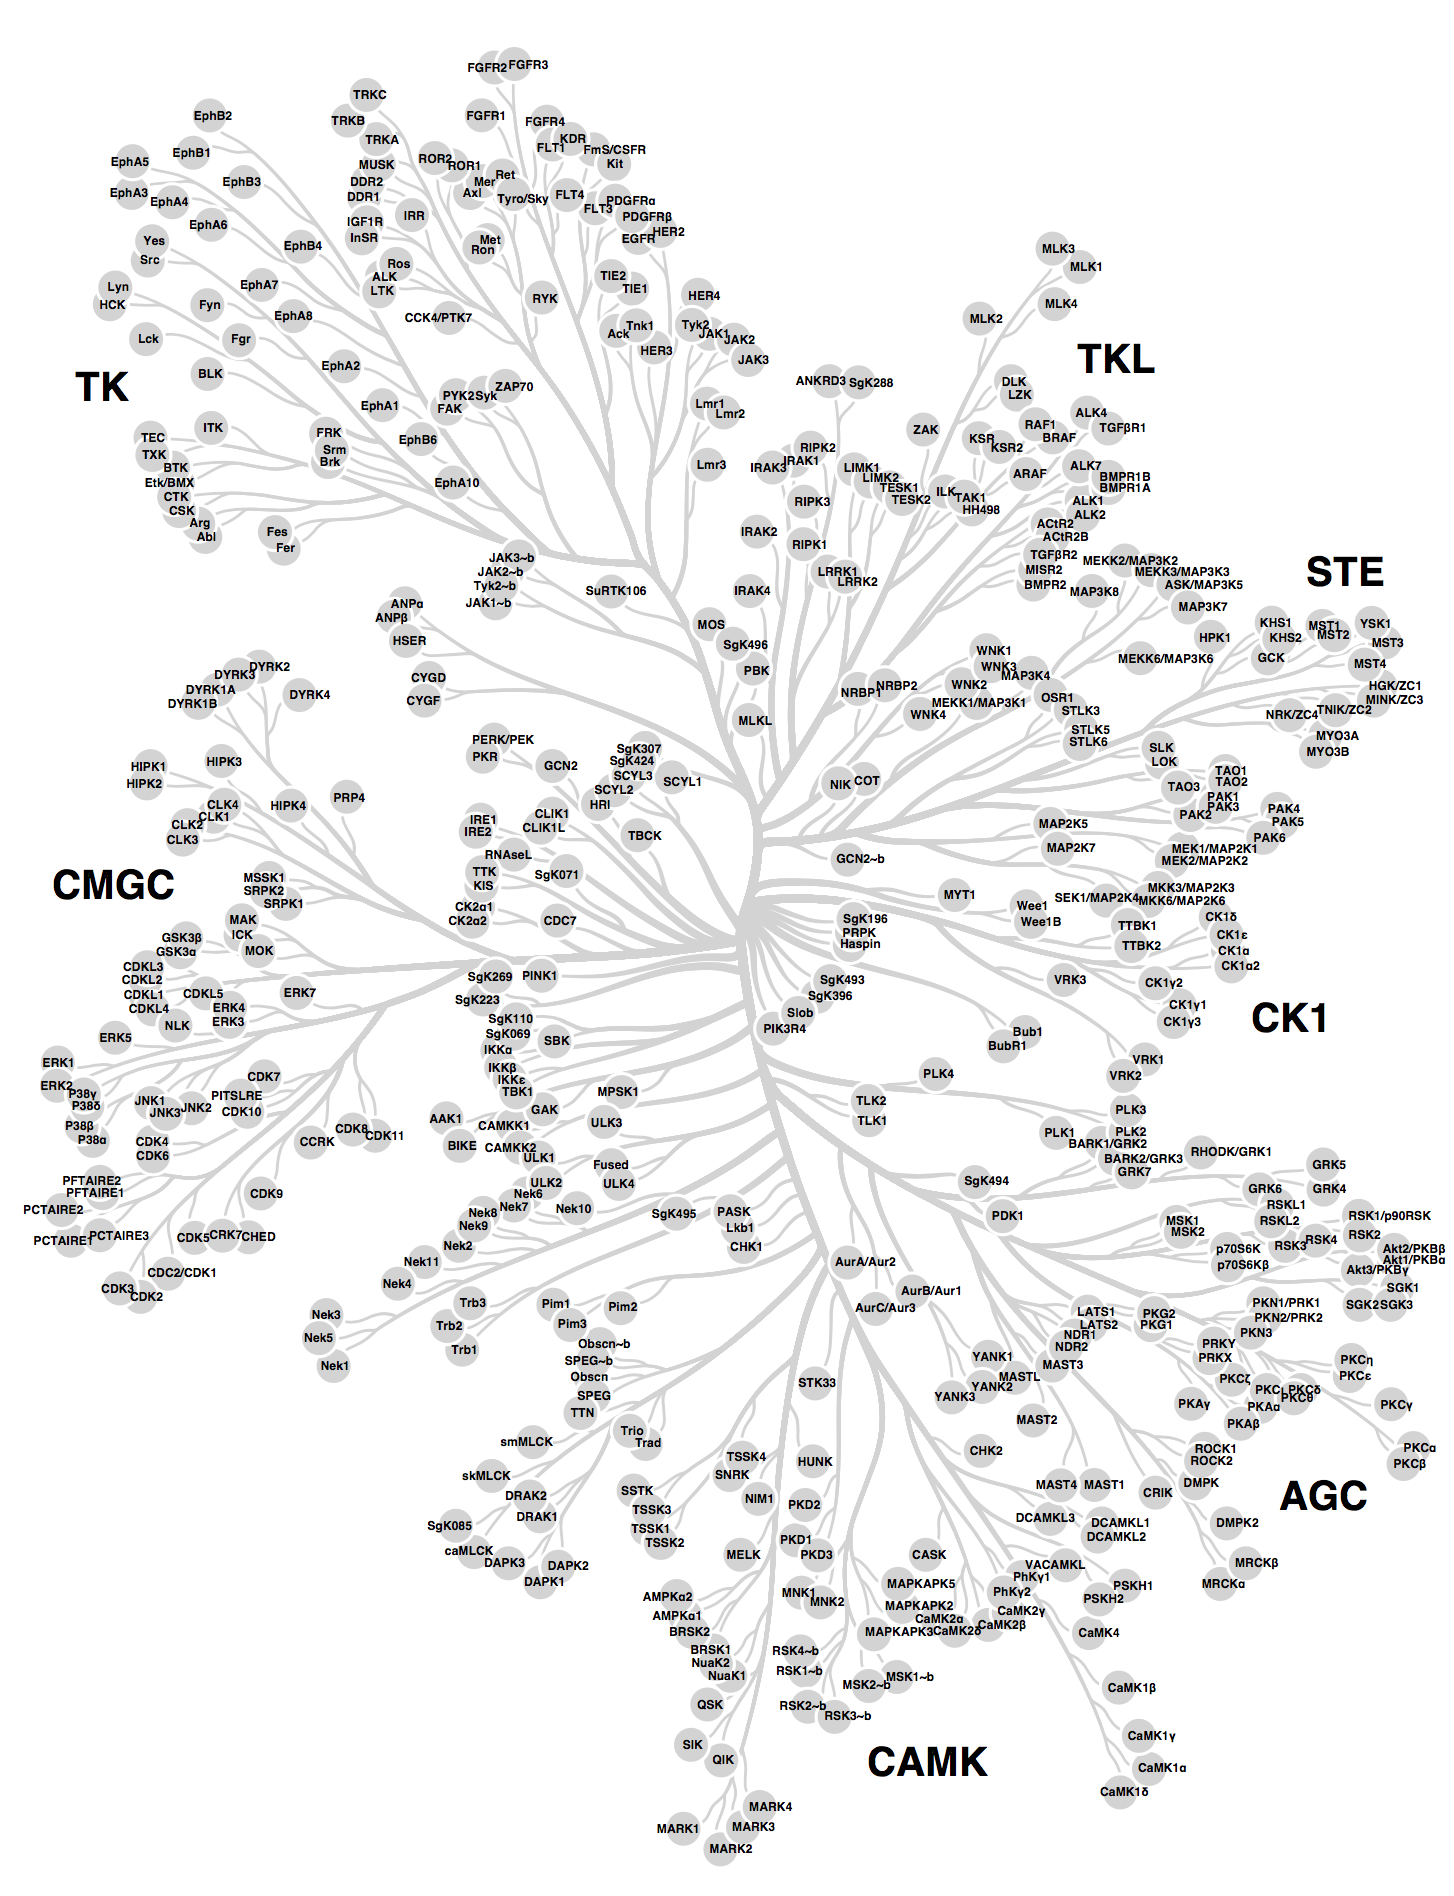 FGFR2
FGFR3
TRKC
TRKB
TRKA
FGFR1
FGFR4
KDR
FLT1
FmS/CSFR
Kit
EphB2
EphB1
EphA5
EphB3
EphA3
EphA4
EphA6
MUSK
DDR2
DDR1
ROR2
ROR1
Ret
Mer
Axl
Tyro/Sky
FLT4
FLT3
PDGFRα
PDGFRβ
HER2
EGFR
IGF1R
InSR
IRR
Met
Ron
Yes
Src
EphB4
Ros
ALK
LTK
TIE2
TIE1
RYK
HER4
Lyn
HCK
EphA7
Fyn
EphA8
CCK4/PTK7
Ack
Tnk1
HER3
Tyk2
JAK1
JAK2
JAK3
Lck
Fgr
EphA2
BLK
TK
PYK2
Syk
ZAP70
FAK
EphA1
Lmr1
Lmr2
Lmr3
ITK
FRK
Srm
Brk
EphB6
EphA10
TEC
TXK
BTK
Etk/BMX
CTK
CSK
Arg
Abl
Fes
Fer
MLK3
MLK1
MLK4
MLK2
TKL
ANKRD3
SgK288
DLK
LZK
ZAK
KSR
KSR2
RAF1
BRAF
ARAF
ALK4
TGFβR1
RIPK2
IRAK1
IRAK3
RIPK3
IRAK2
RIPK1
IRAK4
LIMK1
LIMK2
TESK1
TESK2
ILK
TAK1
HH498
ALK7
BMPR1B
BMPR1A
ALK1
ALK2
ACtR2
ACtR2B
TGFβR2
MISR2
BMPR2
LRRK1
LRRK2
JAK3~b
JAK2~b
Tyk2~b
JAK1~b
SuRTK106
MOS
SgK496
PBK
MLKL
ANPα
ANPβ
HSER
CYGD
CYGF
STE
MEKK2/MAP3K2
MEKK3/MAP3K3
ASK/MAP3K5
MAP3K8
MAP3K7
HPK1
KHS1
KHS2
GCK
MST1
MST2
YSK1
MST3
MST4
HGK/ZC1
MINK/ZC3
TNIK/ZC2
NRK/ZC4
MYO3A
MYO3B
MEKK6/MAP3K6
WNK1
WNK3
MAP3K4
WNK2
MEKK1/MAP3K1
WNK4
NRBP1
NRBP2
OSR1
STLK3
STLK5
STLK6
SLK
LOK
TAO1
TAO2
TAO3
PAK1
PAK3
PAK2
PAK4
PAK5
PAK6
NIK
COT
MAP2K5
MAP2K7
MEK1/MAP2K1
MEK2/MAP2K2
GCN2~b
SEK1/MAP2K4
MKK3/MAP2K3
MKK6/MAP2K6
DYRK2
DYRK3
DYRK1A
DYRK1B
DYRK4
HIPK1
HIPK2
HIPK3
HIPK4
PRP4
CLK4
CLK1
CLK2
CLK3
CMGC
MSSK1
SRPK2
SRPK1
MAK
ICK
MOK
GSK3β
GSK3α
CDKL3
CDKL2
CDKL1
CDKL4
CDKL5
ERK7
ERK4
ERK3
NLK
ERK5
ERK1
ERK2
P38γ
P38δ
P38β
P38α
JNK1
JNK3
JNK2
CDK7
PITSLRE
CDK10
CDK4
CDK6
CCRK
CDK8
CDK11
PFTAIRE2
PFTAIRE1
PCTAIRE2
PCTAIRE1
PCTAIRE3
CDK9
CDK5
CRK7
CHED
CDC2/CDK1
CDK3
CDK2
PERK/PEK
PKR
GCN2
SgK307
SgK424
SCYL3
SCYL2
SCYL1
HRI
TBCK
IRE1
IRE2
CLIK1
CLIK1L
RNAseL
SgK071
TTK
KIS
CK2α1
CK2α2
CDC7
SgK269
PINK1
SgK223
SgK110
SgK069
SBK
IKKα
IKKβ
IKKε
TBK1
MPSK1
GAK
AAK1
BIKE
CAMKK1
CAMKK2
ULK3
ULK1
Fused
ULK4
ULK2
Nek6
Nek7
Nek8
Nek9
Nek10
Nek2
Nek11
Nek4
Nek3
Nek5
Nek1
SgK495
PASK
Lkb1
CHK1
Trb3
Trb2
Trb1
Pim1
Pim2
Pim3
Obscn~b
SPEG~b
Obscn
SPEG
TTN
SgK196
PRPK
Haspin
SgK493
SgK396
Slob
PIK3R4
MYT1
Wee1
Wee1B
TTBK1
TTBK2
CK1δ
CK1ε
CK1α
CK1α2
VRK3
CK1γ2
CK1γ1
CK1γ3
CK1
Bub1
BubR1
VRK1
VRK2
PLK4
PLK3
PLK1
PLK2
TLK2
TLK1
BARK1/GRK2
BARK2/GRK3
GRK7
RHODK/GRK1
GRK5
GRK6
GRK4
SgK494
PDK1
RSKL1
RSKL2
MSK1
MSK2
RSK1/p90RSK
RSK2
RSK4
RSK3
p70S6K
p70S6Kβ
Akt2/PKBβ
Akt1/PKBα
Akt3/PKBγ
SGK1
SGK2
SGK3
AurA/Aur2
AurB/Aur1
AurC/Aur3
LATS1
LATS2
NDR1
NDR2
MAST3
MASTL
PKG2
PKG1
PKN1/PRK1
PKN2/PRK2
PKN3
PRKY
PRKX
PKCη
PKCε
PKCζ
PKCδ
PKCθ
PKAγ
PKAα
PKAβ
PKCγ
PKCα
PKCβ
YANK1
YANK2
YANK3
MAST2
CHK2
MAST4
MAST1
ROCK1
ROCK2
DMPK
CRIK
AGC
DMPK2
MRCKβ
MRCKα
STK33
smMLCK
Trio
Trad
skMLCK
DRAK2
DRAK1
SgK085
caMLCK
DAPK3
DAPK2
DAPK1
TSSK4
SNRK
SSTK
TSSK3
TSSK1
TSSK2
NIM1
HUNK
PKD2
PKD1
PKD3
MELK
AMPKα2
AMPKα1
BRSK2
BRSK1
NuaK2
NuaK1
QSK
SIK
QIK
MARK4
MARK1
MARK3
MARK2
MNK1
MNK2
CASK
MAPKAPK5
MAPKAPK2
MAPKAPK3
CaMK2α
CaMK2δ
CaMK2β
CaMK2γ
DCAMKL3
DCAMKL1
DCAMKL2
VACAMKL
PhKγ1
PhKγ2
PSKH1
PSKH2
CaMK4
RSK4~b
RSK1~b
MSK1~b
MSK2~b
RSK2~b
RSK3~b
CaMK1β
CaMK1γ
CaMK1α
CaMK1δ
CAMK